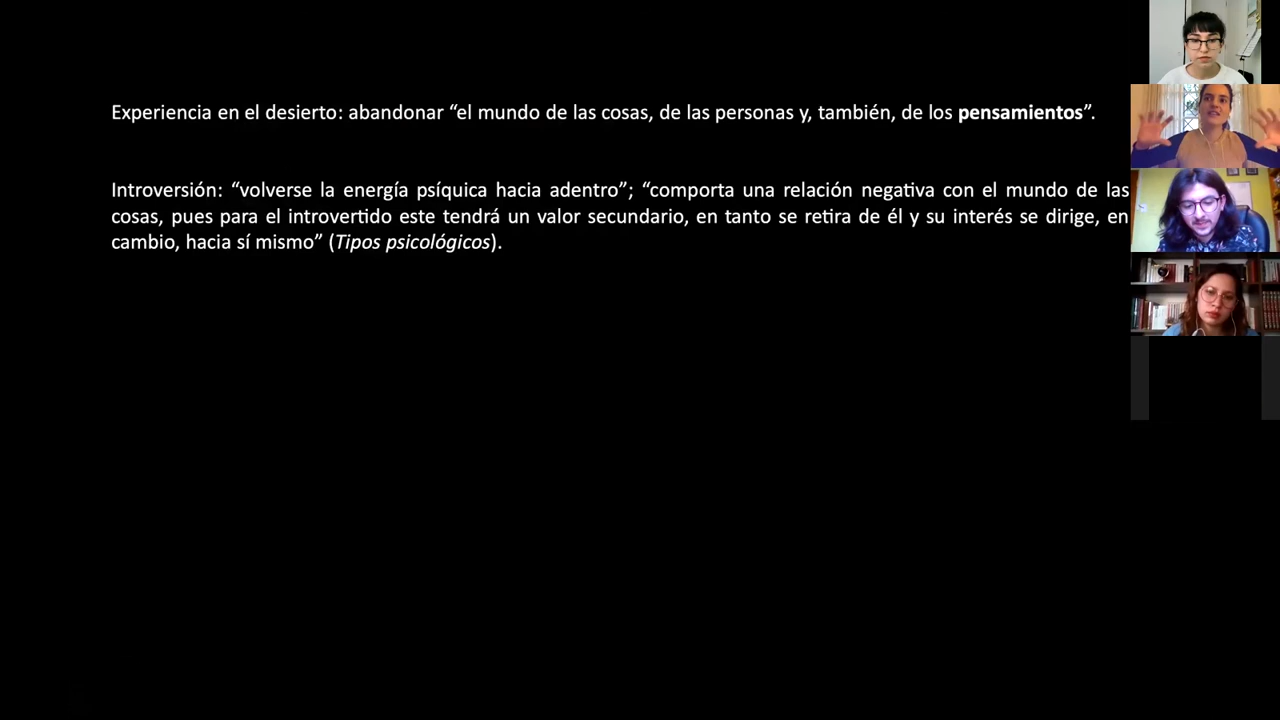 Experiencia en el desierto: abandonar “el mundo de las cosas, de las personas y, también, de los pensamientos”.
Introversión: “volverse la energía psíquica hacia adentro”; “comporta una relación negativa con el mundo de las
cosas, pues para el introvertido este tendrá un valor secundario, en tanto se retira de él y su interés se dirige, en
cambio, hacia sí mismo” (Tipos psicológicos).